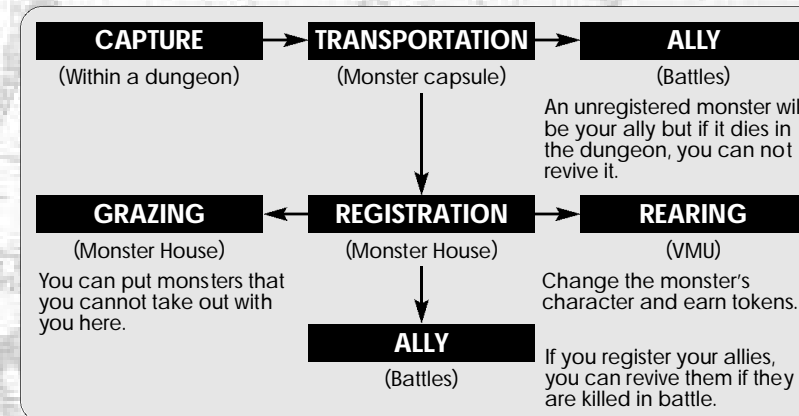 CAPTURE
(Within a dungeon)
TRANSPORTATION
(Monster capsule)
ALLY
(Battles)
An unregistered monster will
be your ally but if it dies in
the dungeon, you can not
revive it.
GRAZING
(Monster House)
You can put monsters that
you cannot take out with
you here.
REGISTRATION
(Monster House)
REARING
(VMU)
Change the monster's
character and earn tokens.
ALLY
(Battles)
If you register your allies,
you can revive them if they
are killed in battle.